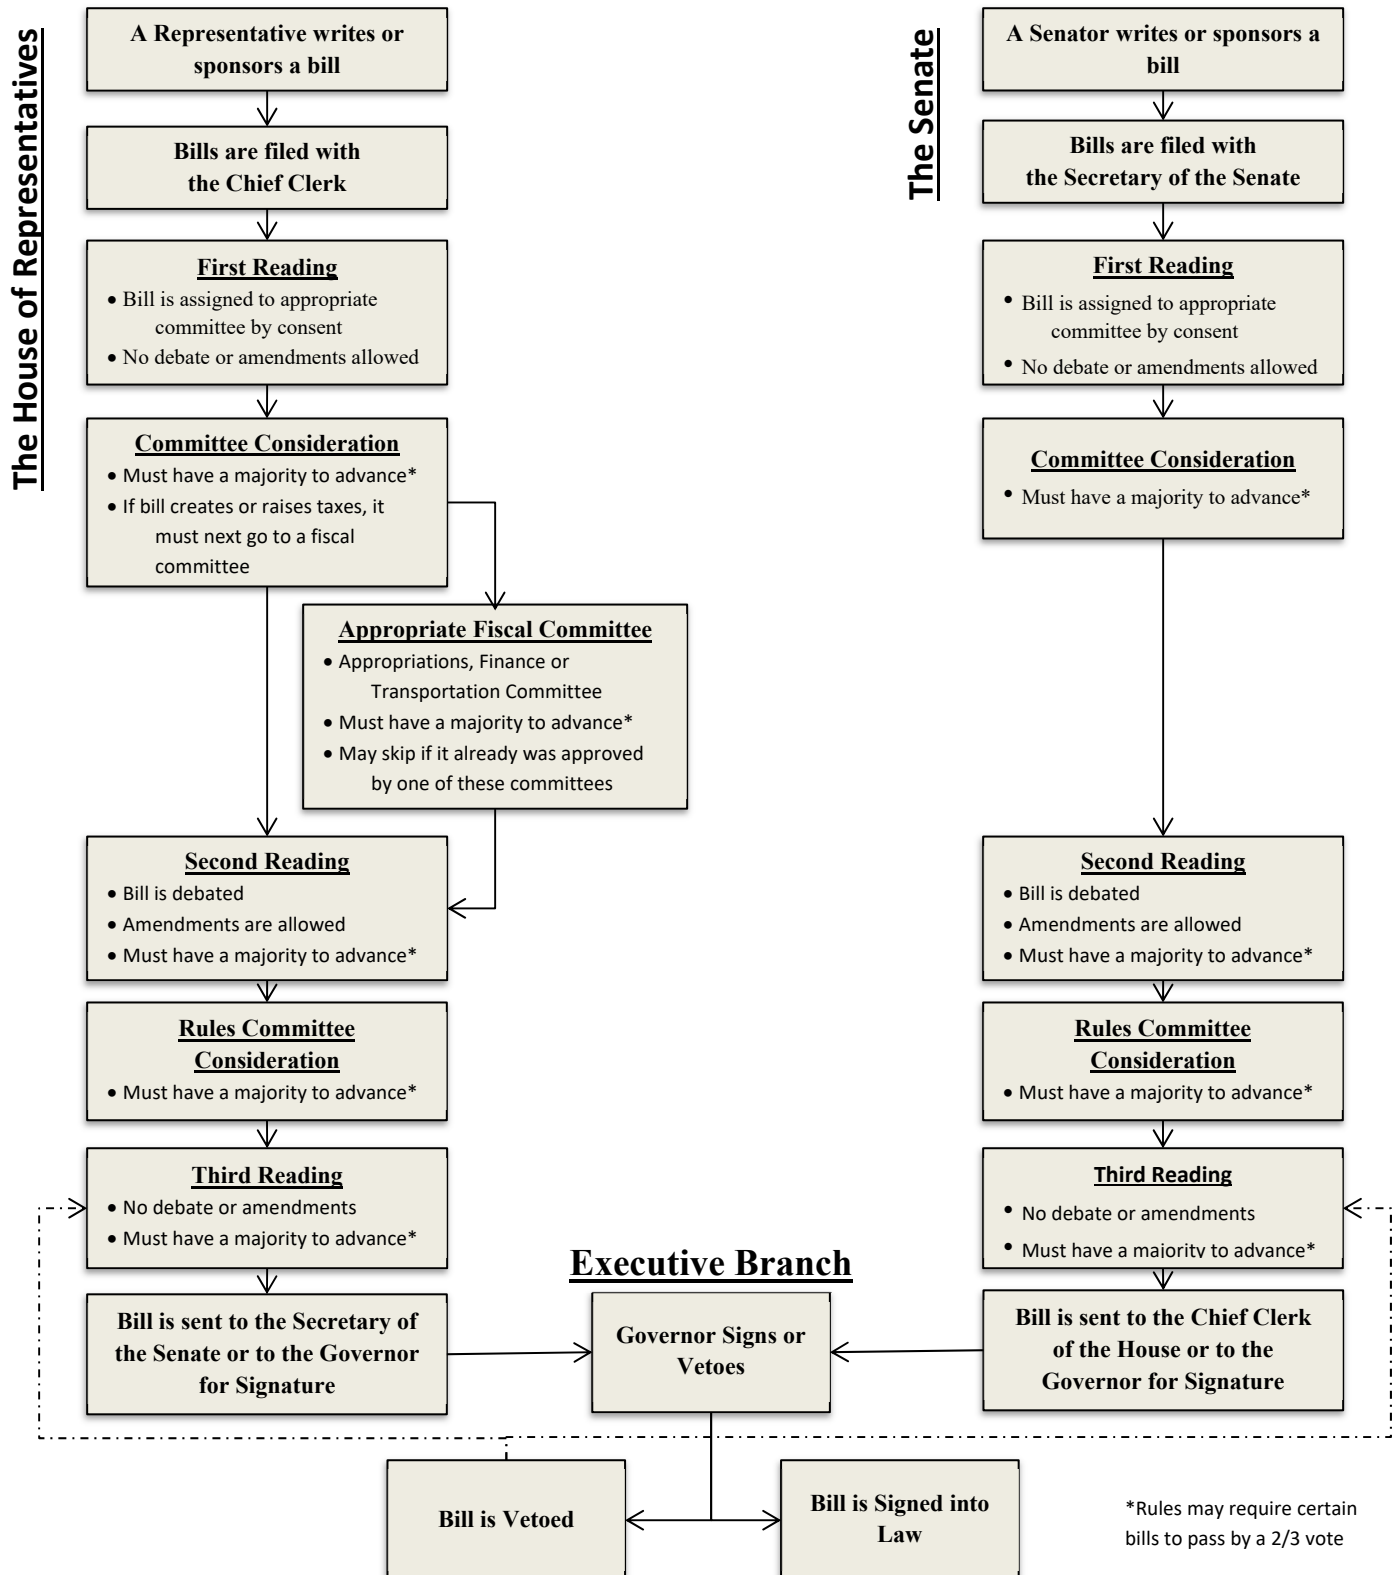 The House of Representatives
A Representative writes or
sponsors a bill
Bills are filed with
the Chief Clerk
First Reading
• Bill is assigned to appropriate
committee by consent
• No debate or amendments allowed
Committee Consideration
• Must have a majority to advance*
• If bill creates or raises taxes, it
must next go to a fiscal
committee
Appropriate Fiscal Committee
• Appropriations, Finance or
Transportation Committee
• Must have a majority to advance*
• May skip if it already was approved
by one of these committees
Second Reading
• Bill is debated
• Amendments are allowed
• Must have a majority to advance*
Rules Committee
Consideration
• Must have a majority to advance*
Third Reading
• No debate or amendments
• Must have a majority to advance*
Bill is sent to the Secretary of
the Senate or to the Governor
for Signature
The Senate
A Senator writes or sponsors a
bill
Bills are filed with
the Secretary of the Senate
First Reading
• Bill is assigned to appropriate
committee by consent
• No debate or amendments allowed
Committee Consideration
• Must have a majority to advance*
Second Reading
• Bill is debated
• Amendments are allowed
• Must have a majority to advance*
Rules Committee
Consideration
• Must have a majority to advance*
Third Reading
• No debate or amendments
• Must have a majority to advance*
Bill is sent to the Chief Clerk
of the House or to the
Governor for Signature
Executive Branch
Governor Signs or
Vetoes
Bill is Vetoed
Bill is Signed into
Law
*Rules may require certain
bills to pass by a 2/3 vote